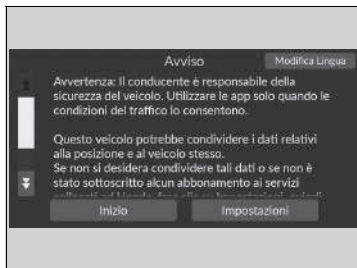 Avviso
Modifica Lingua
Avvertenza: Il conducente è responsabile della
sicurezza del veicolo. Utilizzare le app solo quando le
condizioni del traffico lo consentono.
Questo veicolo potrebbe condividere i dati relativi
alla posizione e al veicolo stesso.
Se non si desidera condividere tali dati o se non è
stato sottoscritto alcun abbonamento ai servizi
Inizio
Impostazioni